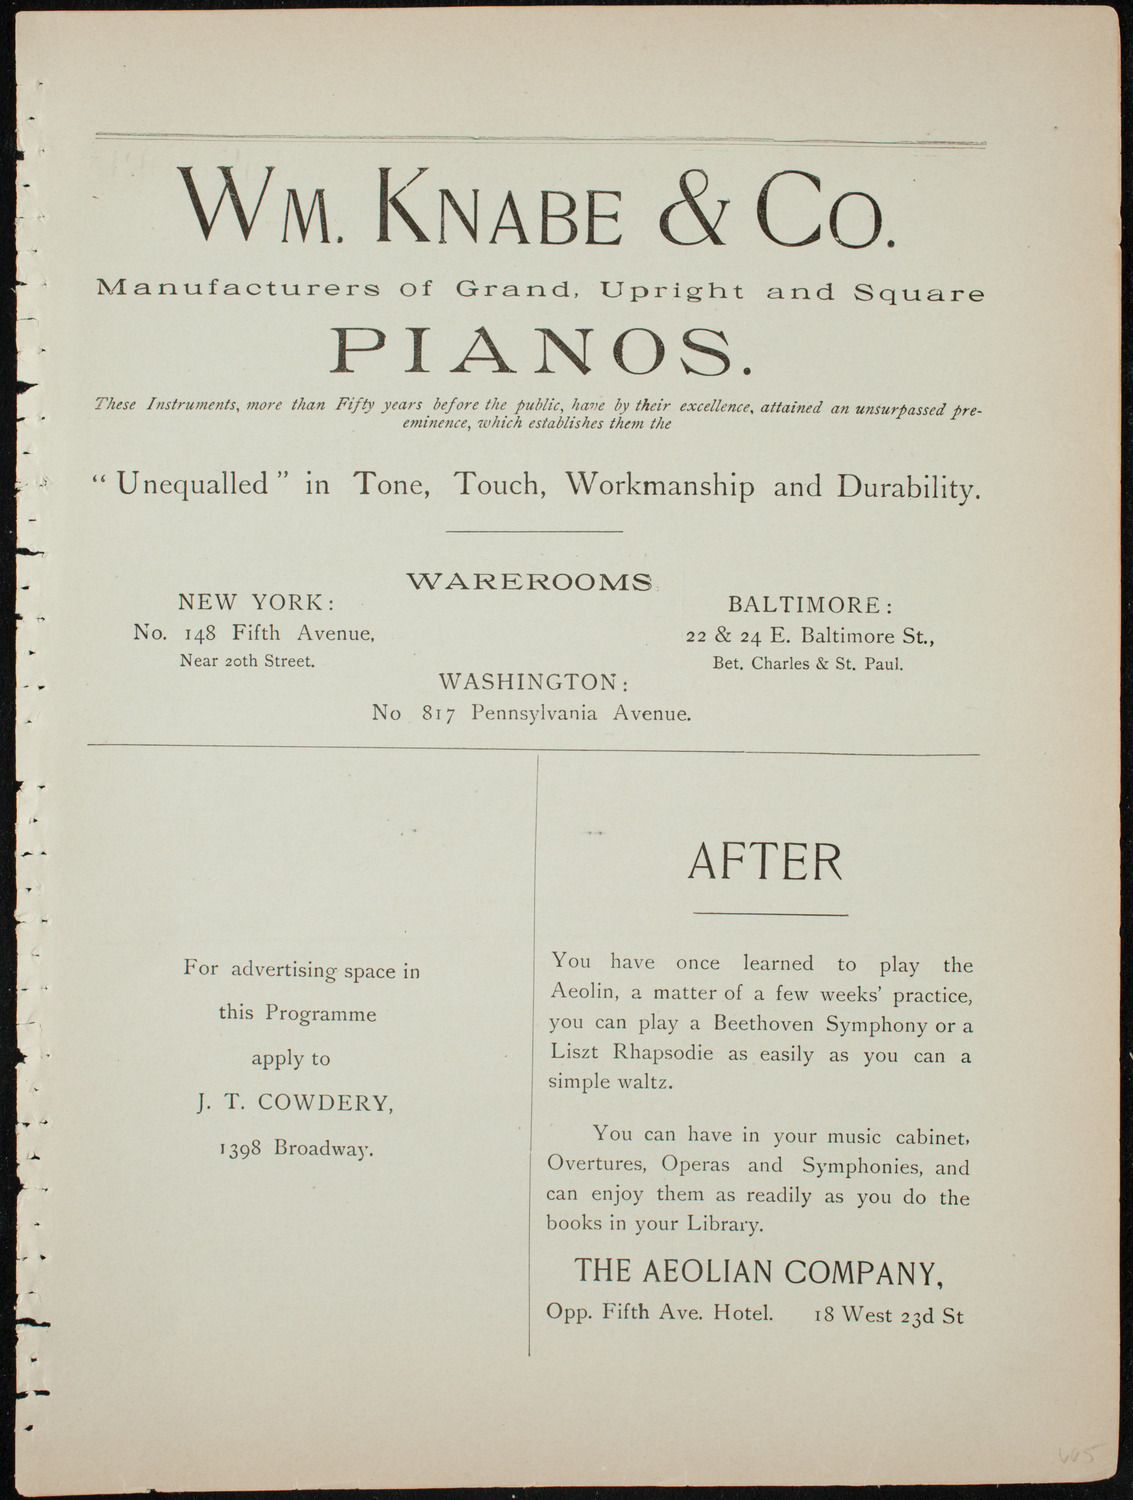 WM. KNABE & CO.
Manufacturers of Grand, Upright and Square
PIANOS.
These Instruments, more than Fifty years before the public, have by their excellence, attained an unsurpassed pre-
eminence, which establishes them the
“Unequalled” in Tone, Touch, Workmanship and Durability.
WAREROOMS
NEW YORK:
No. 148 Fifth Avenue,
Near 20th Street.
BALTIMORE:
22 & 24 E. Baltimore St.,
Bet. Charles & St. Paul.
WASHINGTON:
No 817 Pennsylvania Avenue.
For advertising space in
this Programme
apply to
J. T. COWDERY,
1398 Broadway.
AFTER
You have once learned to play the
Aeolin, a matter of a few weeks’ practice,
you can play a Beethoven Symphony or a
Liszt Rhapsodie as easily as you can a
simple waltz.
You can have in your music cabinet,
Overtures, Operas and Symphonies, and
can enjoy them as readily as you do the
books in your Library.
THE AEOLIAN COMPANY,
Opp. Fifth Ave. Hotel. 18 West 23d St